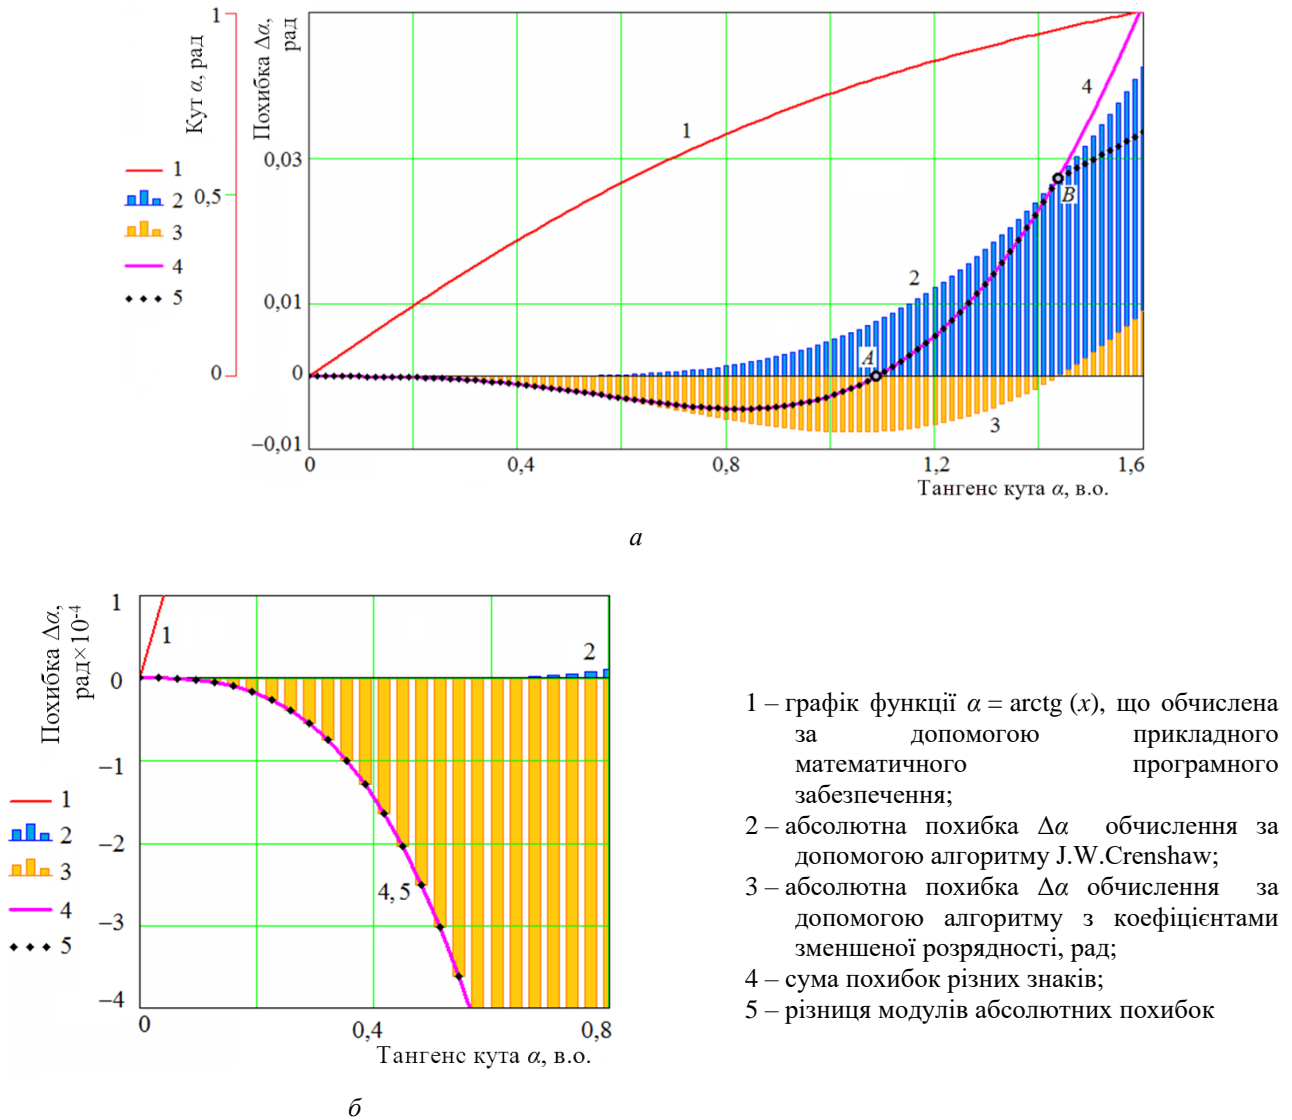 Кут α, рад
1
0,5
0
Похибка Δα,
рад
0,03
0,01
0
–0,01
1
2
3
4
5
1
2
3
4
A
B
0
0,4
0,8
1,2
1,6
Тангенс кута α, в.о.
а
Похибка Δα,
рад×10⁻⁴
1
0
–1
–2
–3
–4
1
2
3
4
5
1
2
4, 5
0
0,4
0,8
Тангенс кута α, в.о.
б
1 – графік функції α = arctg (x), що обчислена
за допомогою прикладного
математичного програмного
забезпечення;
2 – абсолютна похибка Δα обчислення за
допомогою алгоритму J.W.Crenshaw;
3 – абсолютна похибка Δα обчислення за
допомогою алгоритму з коефіцієнтами
зменшеної розрядності, рад;
4 – сума похибок різних знаків;
5 – різниця модулів абсолютних похибок